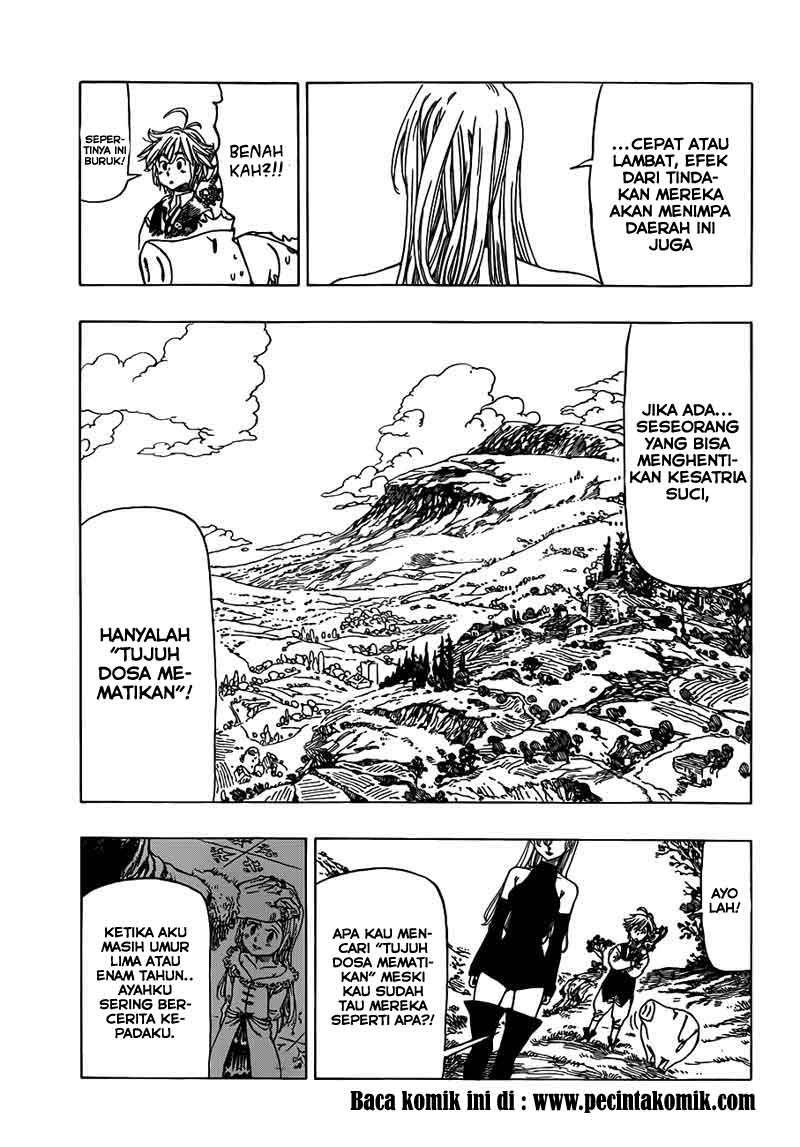 ...CEPAT ATAU
LAMBAT, EFEK
DARI TINDA-
KAN MEREKA
AKAN MENIMPA
DAERAH INI
JUGA
BENAH
KAH?!!
SEPER-
TINYA INI
BURUK!
JIKA ADA...
SESEORANG
YANG BISA
MENGHENTI-
KAN KESATRIA
SUCI,
HANYALAH
"TUJUH
DOSA ME-
MATIKAN"!
AYO
LAH!
APA KAU MEN-
CARI "TUJUH
DOSA MEMATI-
KAN" MESKI
KAU SUDAH
TAU MEREKA
SEPERTI APA?!
KETIKA AKU
MASIH UMUR
LIMA ATAU
ENAM TAHUN..
AYAHKU
SERING BER-
CERITA KE-
PADAKU.
Baca komik ini di : www.pecintakomik.com